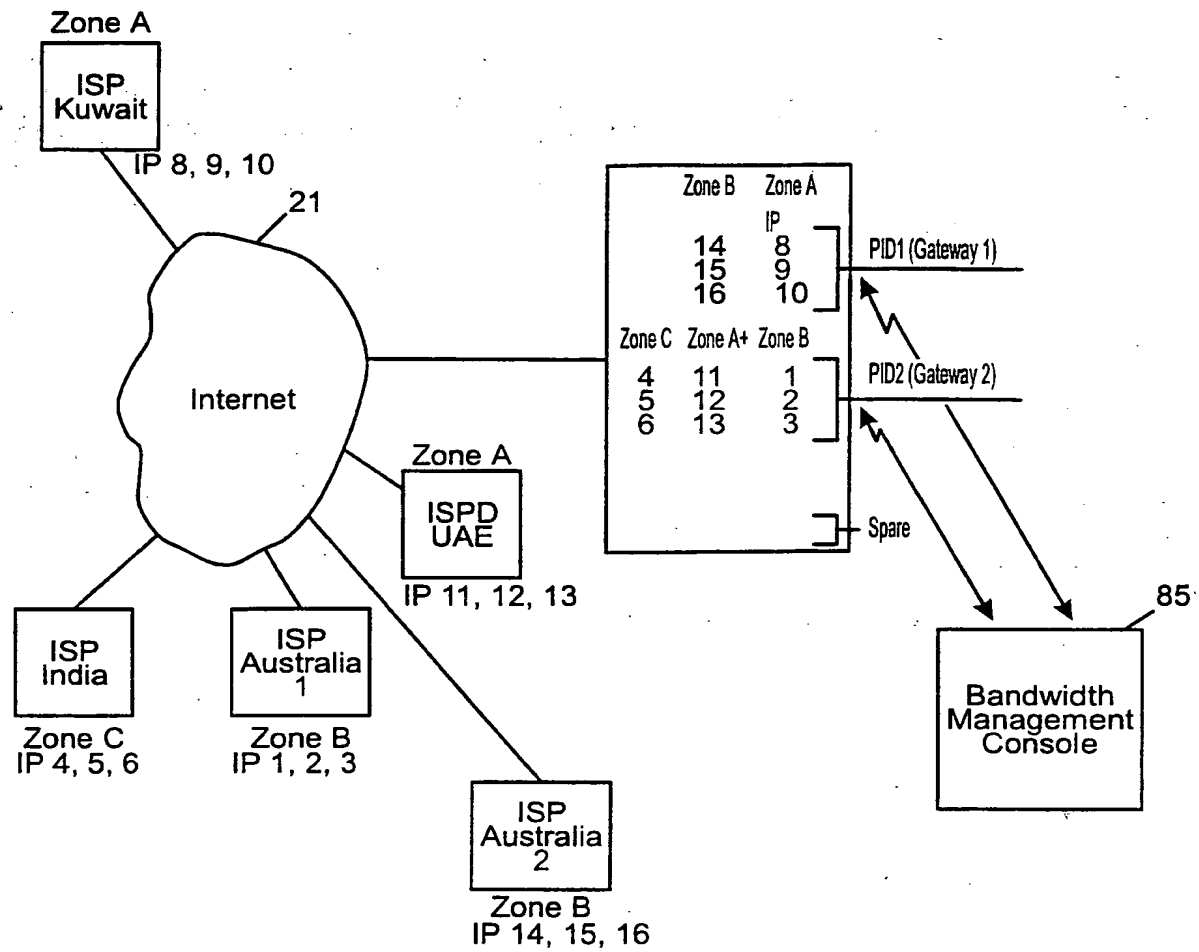 Zone A
ISP
Kuwait
IP 8, 9, 10
21
Internet
Zone B Zone A
IP
14 8
15 9
16 10
PID1 (Gateway 1)
Zone C Zone A+ Zone B
4 11 1
5 12 2
6 13 3
PID2 (Gateway 2)
Spare
Zone A
ISPD
UAE
IP 11, 12, 13
ISP
India
Zone C
IP 4, 5, 6
ISP
Australia
1
Zone B
IP 1, 2, 3
ISP
Australia
2
Zone B
IP 14, 15, 16
85
Bandwidth
Management
Console